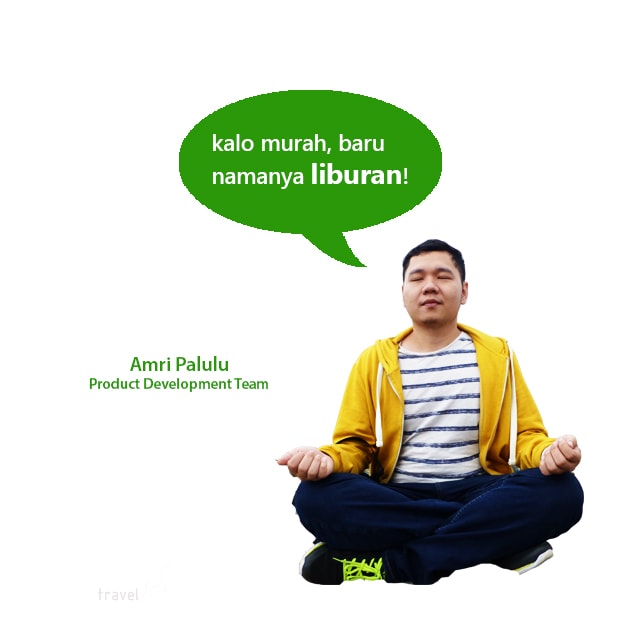 kalo murah, baru
namanya liburan!
Amri Palulu
Product Development Team
travel